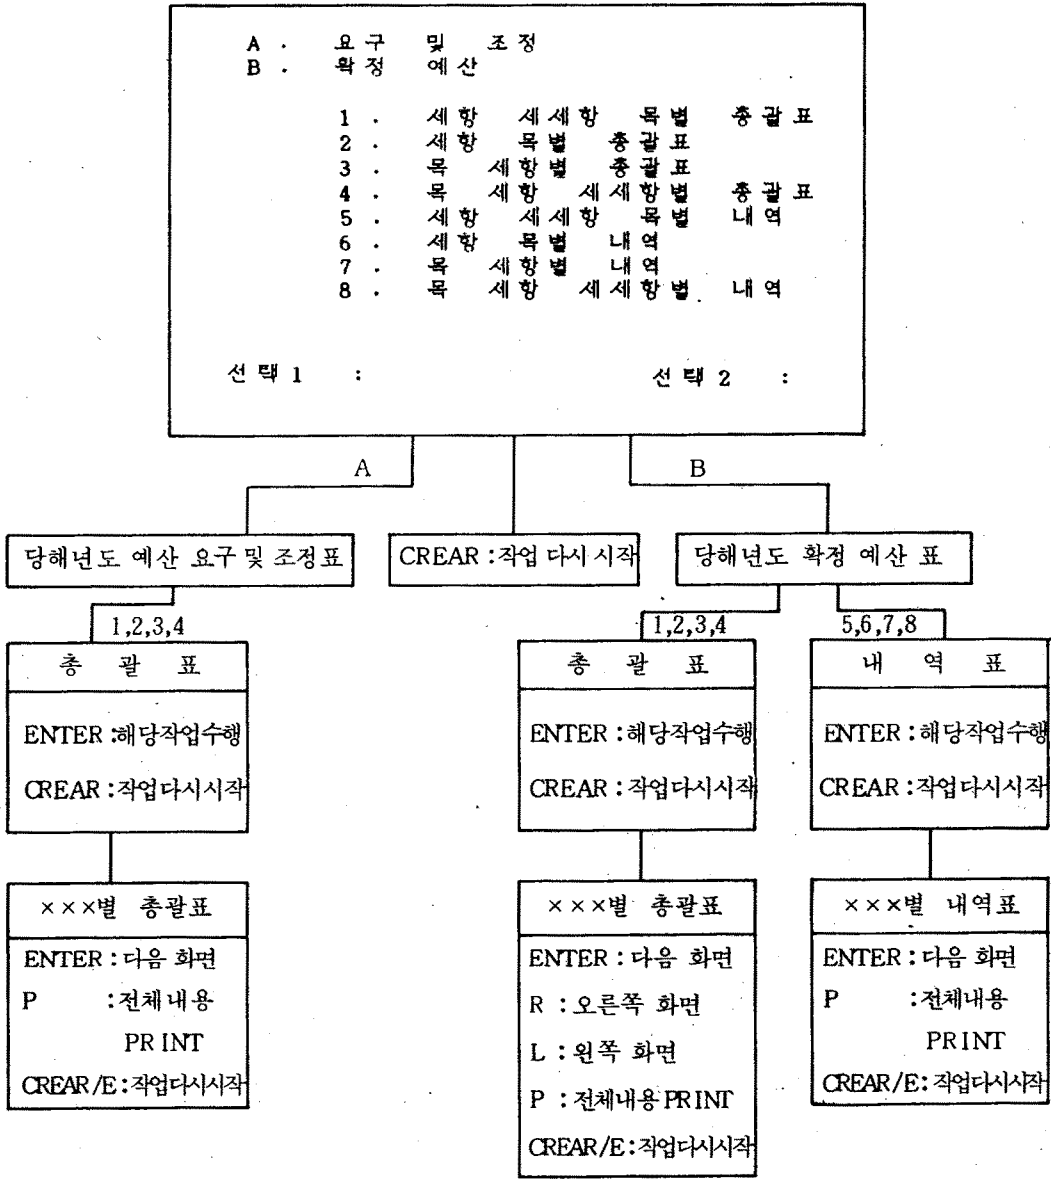 A . 요구 및 조정
B . 확정 예산
1 . 세항 세세항 목별 총괄표
2 . 세항 목별 총괄표
3 . 목 세항별 총괄표
4 . 목 세항 세세항별 총괄표
5 . 세항 세세항 목별 내역
6 . 세항 목별 내역
7 . 목 세항별 내역
8 . 목 세항 세세항별 내역
선택 1 : 선택 2 :
A
B
당해년도 예산 요구 및 조정표
CREAR : 작업 다시 시작
당해년도 확정 예산 표
1,2,3,4
총 괄 표
ENTER : 해당작업수행
CREAR : 작업다시시작
×××별 총괄표
ENTER : 다음 화면
P : 전체내용
PRINT
CREAR/E : 작업다시시작
1,2,3,4
총 괄 표
ENTER : 해당작업수행
CREAR : 작업다시시작
×××별 총괄표
ENTER : 다음 화면
R : 오른쪽 화면
L : 왼쪽 화면
P : 전체내용 PRINT
CREAR/E : 작업다시시작
5,6,7,8
내 역 표
ENTER : 해당작업수행
CREAR : 작업다시시작
×××별 내역표
ENTER : 다음 화면
P : 전체내용
PRINT
CREAR/E : 작업다시시작